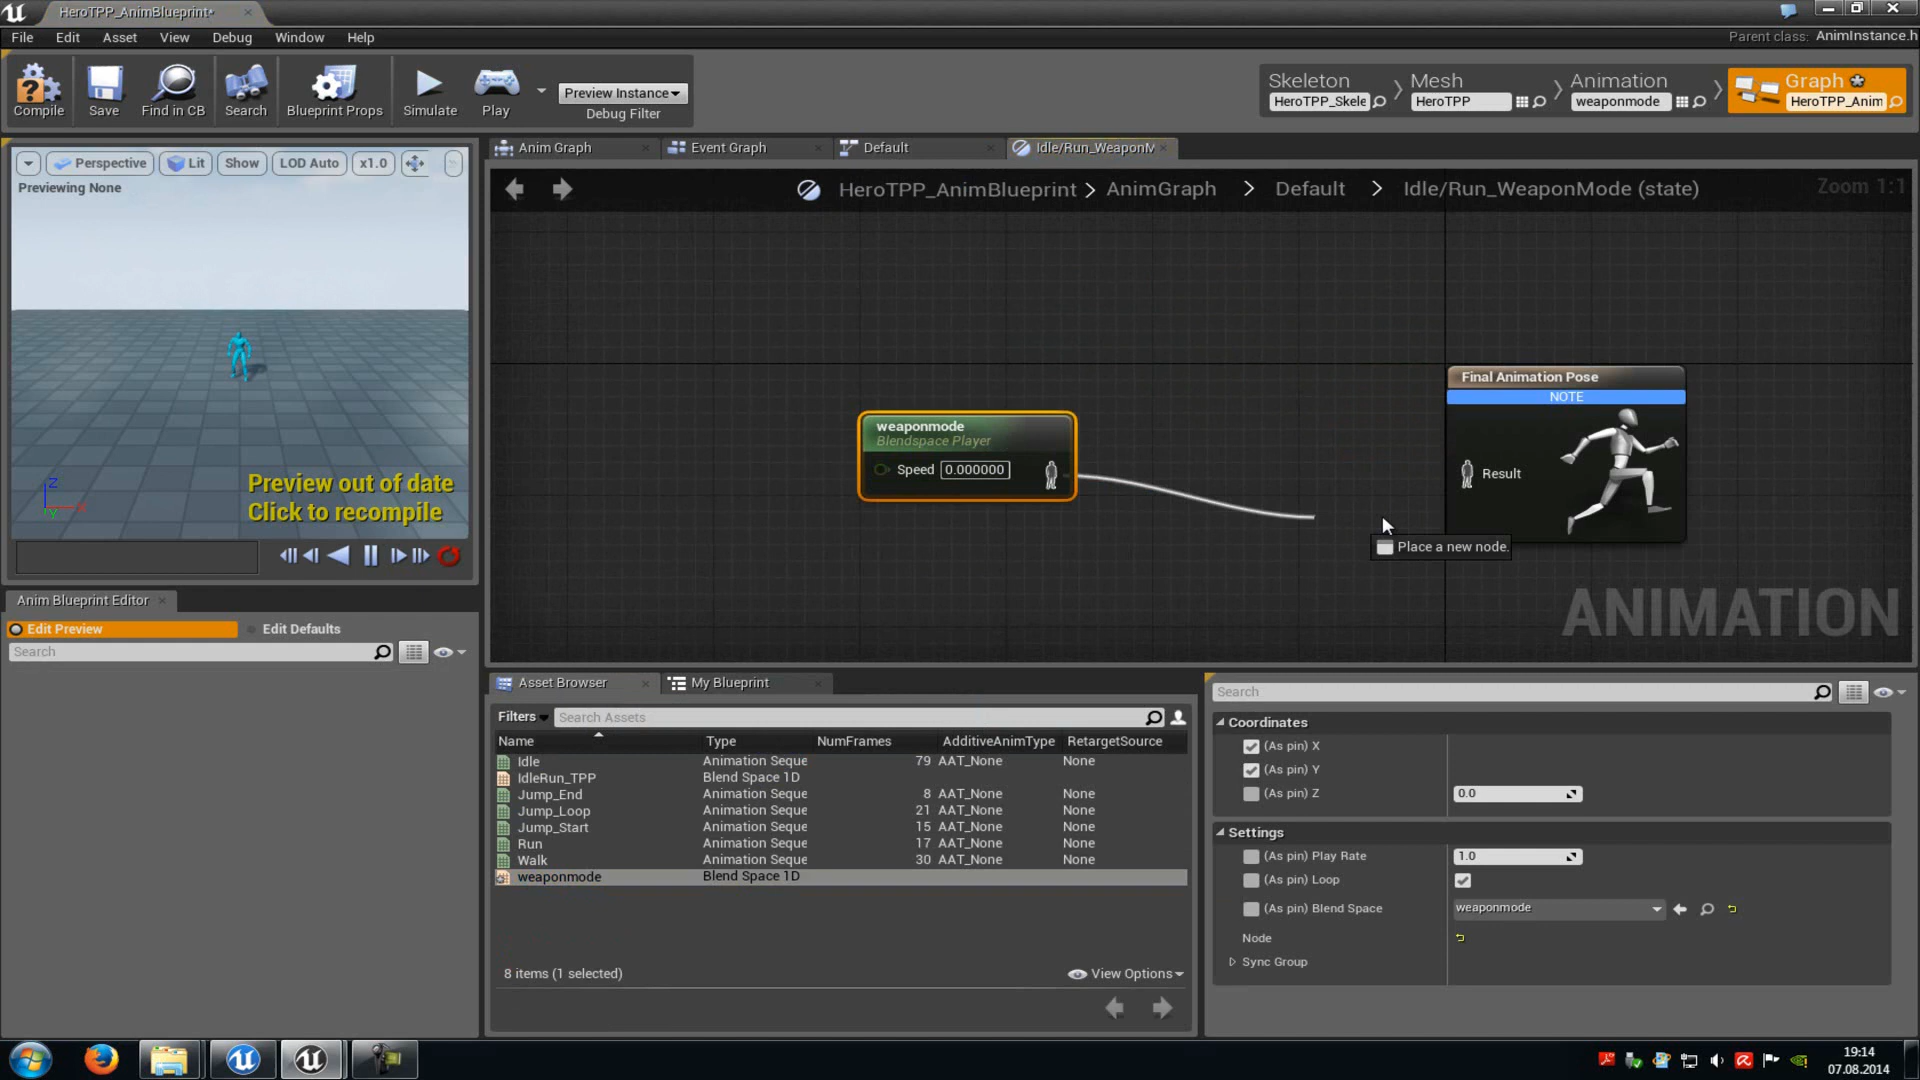 HeroTPP_AnimBlueprint*
File Edit Asset View Debug Window Help
Parent class: AnimInstance.h
Compile Save Find in CB Search Blueprint Props Simulate Play
Preview Instance
Debug Filter
Skeleton
HeroTPP_Skele
Mesh
HeroTPP
Animation
weaponmode
Graph
HeroTPP_Anim
Perspective Lit Show LOD Auto x1.0
Previewing None
Preview out of date
Click to recompile
Z
Y
Anim Graph Event Graph Default Idle/Run_WeaponM
HeroTPP_AnimBlueprint > AnimGraph > Default > Idle/Run_WeaponMode (state)
Zoom 1:1
weaponmode
Blendspace Player
Speed 0.000000
Final Animation Pose
NOTE
Result
Place a new node.
ANIMATION
Anim Blueprint Editor
Edit Preview Edit Defaults
Search
Asset Browser My Blueprint
Filters Search Assets
Name Type NumFrames AdditiveAnimType RetargetSource
Idle Animation Seque 79 AAT_None None
IdleRun_TPP Blend Space 1D
Jump_End Animation Seque 8 AAT_None None
Jump_Loop Animation Seque 21 AAT_None None
Jump_Start Animation Seque 15 AAT_None None
Run Animation Seque 17 AAT_None None
Walk Animation Seque 30 AAT_None None
weaponmode Blend Space 1D
8 items (1 selected)
View Options
Search
Coordinates
(As pin) X
(As pin) Y
(As pin) Z 0.0
Settings
(As pin) Play Rate 1.0
(As pin) Loop
(As pin) Blend Space weaponmode
Node
Sync Group
19:14
07.08.2014